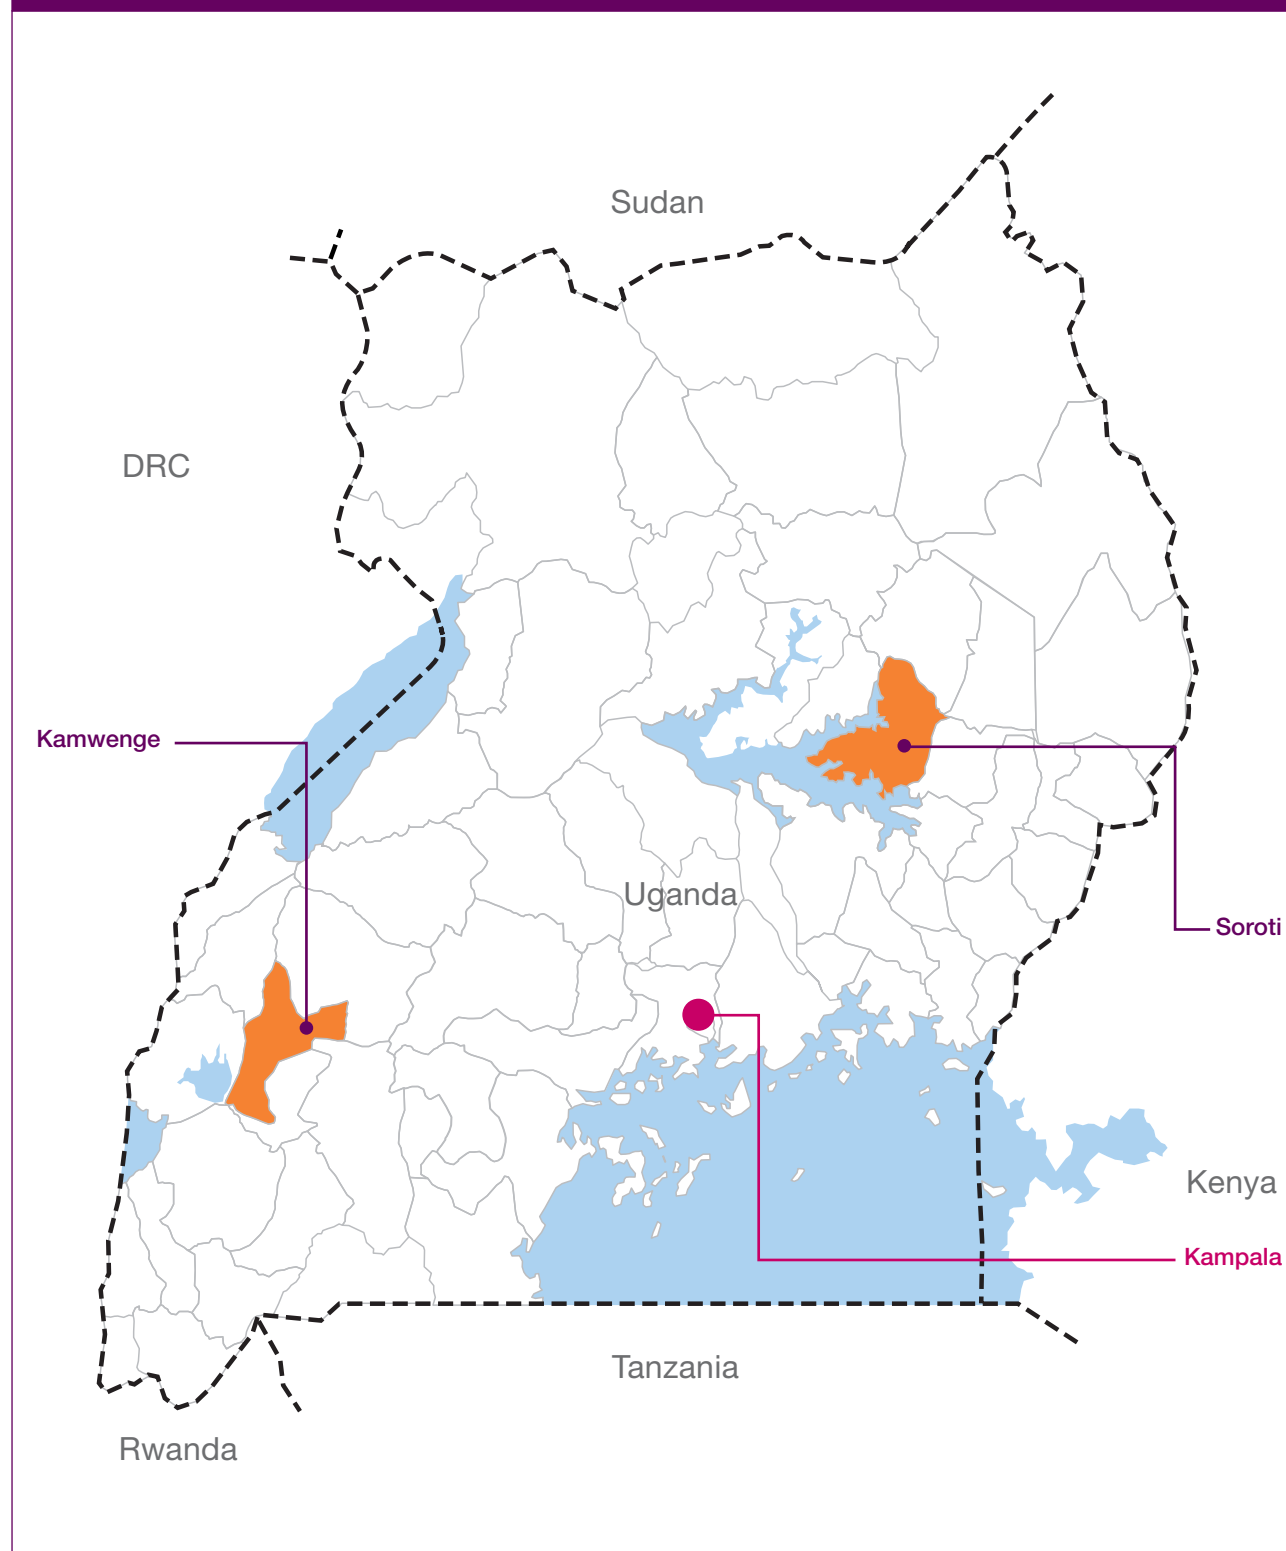 Sudan
DRC
Kamwenge
Uganda
Soroti
Kenya
Kampala
Tanzania
Rwanda